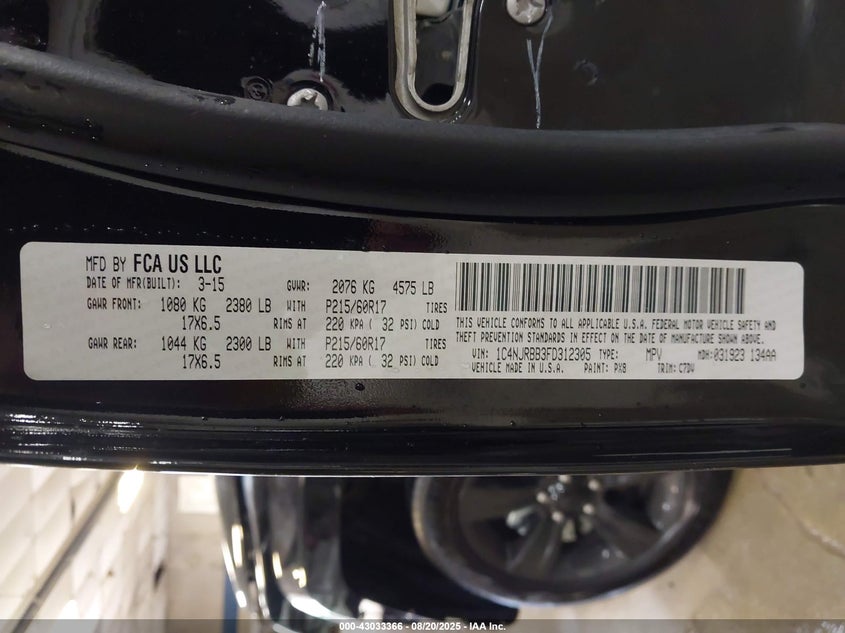 MFD BY FCA US LLC
DATE OF MFR(BUILT): 3-15 GVWR: 2076 KG 4575 LB
GAWR FRONT: 1080 KG 2380 LB WITH P215/60R17 TIRES
17X6.5 RIMS AT 220 KPA ( 32 PSI) COLD
GAWR REAR: 1044 KG 2300 LB WITH P215/60R17 TIRES
17X6.5 RIMS AT 220 KPA ( 32 PSI) COLD
THIS VEHICLE CONFORMS TO ALL APPLICABLE U.S.A. FEDERAL MOTOR VEHICLE SAFETY AND
THEFT PREVENTION STANDARDS IN EFFECT ON THE DATE OF MANUFACTURE SHOWN ABOVE.
VIN: 1C4NJRBB3FD312305 TYPE: MPV MDH: 031923 134AA
VEHICLE MADE IN U.S.A. PAINT: PX8 TRIM: C7DV
000-43033366 - 08/20/2025 - IAA Inc.